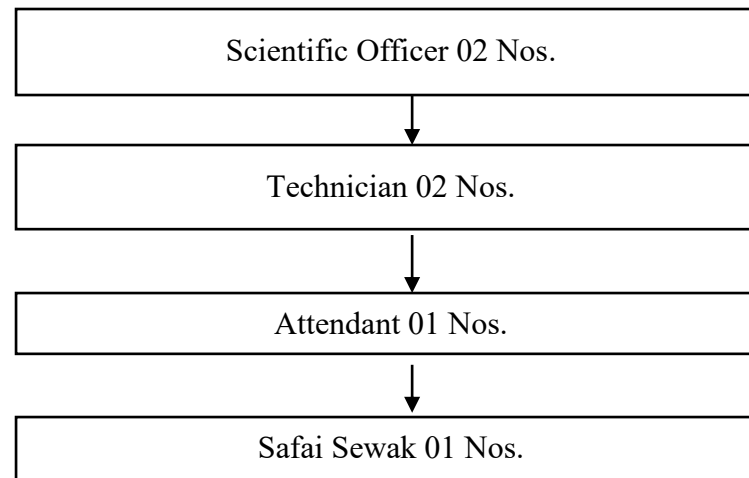 Scientific Officer 02 Nos.
Technician 02 Nos.
Attendant 01 Nos.
Safai Sewak 01 Nos.